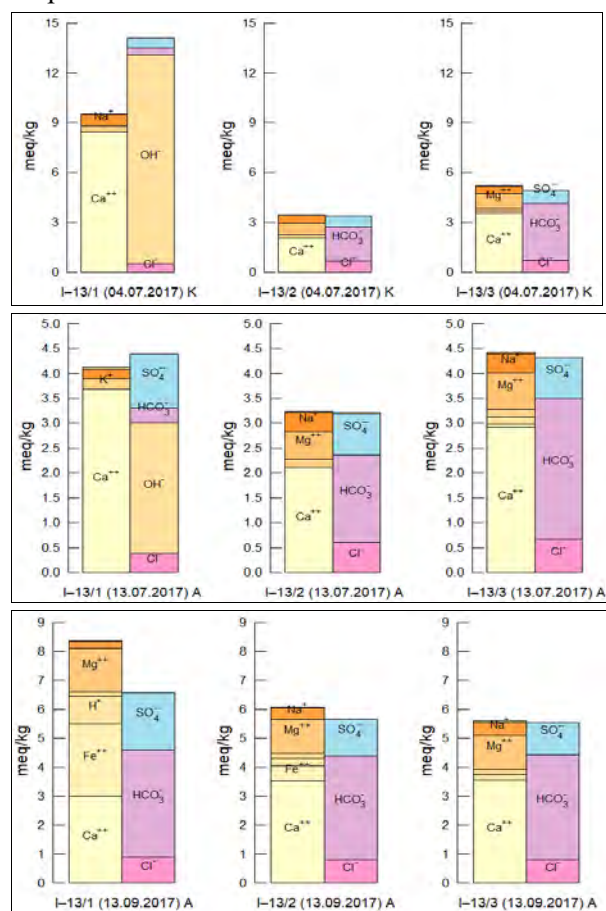 meq/kg
15
12
9
6
3
0
Na⁺
Ca⁺⁺
OH⁻
Cl⁻
I–13/1 (04.07.2017) K
meq/kg
15
12
9
6
3
0
Ca⁺⁺
HCO₃⁻
Cl⁻
I–13/2 (04.07.2017) K
meq/kg
15
12
9
6
3
0
Mg⁺⁺
Ca⁺⁺
SO₄⁻⁻
HCO₃⁻
Cl⁻
I–13/3 (04.07.2017) K
meq/kg
5.0
4.5
4.0
3.5
3.0
2.5
2.0
1.5
1.0
0.5
0.0
K⁺
Ca⁺⁺
SO₄⁻⁻
HCO₃⁻
OH⁻
Cl⁻
I–13/1 (13.07.2017) A
meq/kg
5.0
4.5
4.0
3.5
3.0
2.5
2.0
1.5
1.0
0.5
0.0
Na⁺
Mg⁺⁺
Ca⁺⁺
SO₄⁻⁻
HCO₃⁻
Cl⁻
I–13/2 (13.07.2017) A
meq/kg
5.0
4.5
4.0
3.5
3.0
2.5
2.0
1.5
1.0
0.5
0.0
Na⁺
Mg⁺⁺
Ca⁺⁺
SO₄⁻⁻
HCO₃⁻
Cl⁻
I–13/3 (13.07.2017) A
meq/kg
9
8
7
6
5
4
3
2
1
0
Mg⁺⁺
H⁺
Fe⁺⁺
Ca⁺⁺
SO₄⁻⁻
HCO₃⁻
Cl⁻
I–13/1 (13.09.2017) A
meq/kg
9
8
7
6
5
4
3
2
1
0
Na⁺
Mg⁺⁺
Fe⁺⁺
Ca⁺⁺
SO₄⁻⁻
HCO₃⁻
Cl⁻
I–13/2 (13.09.2017) A
meq/kg
9
8
7
6
5
4
3
2
1
0
Na⁺
Mg⁺⁺
Ca⁺⁺
SO₄⁻⁻
HCO₃⁻
Cl⁻
I–13/3 (13.09.2017) A